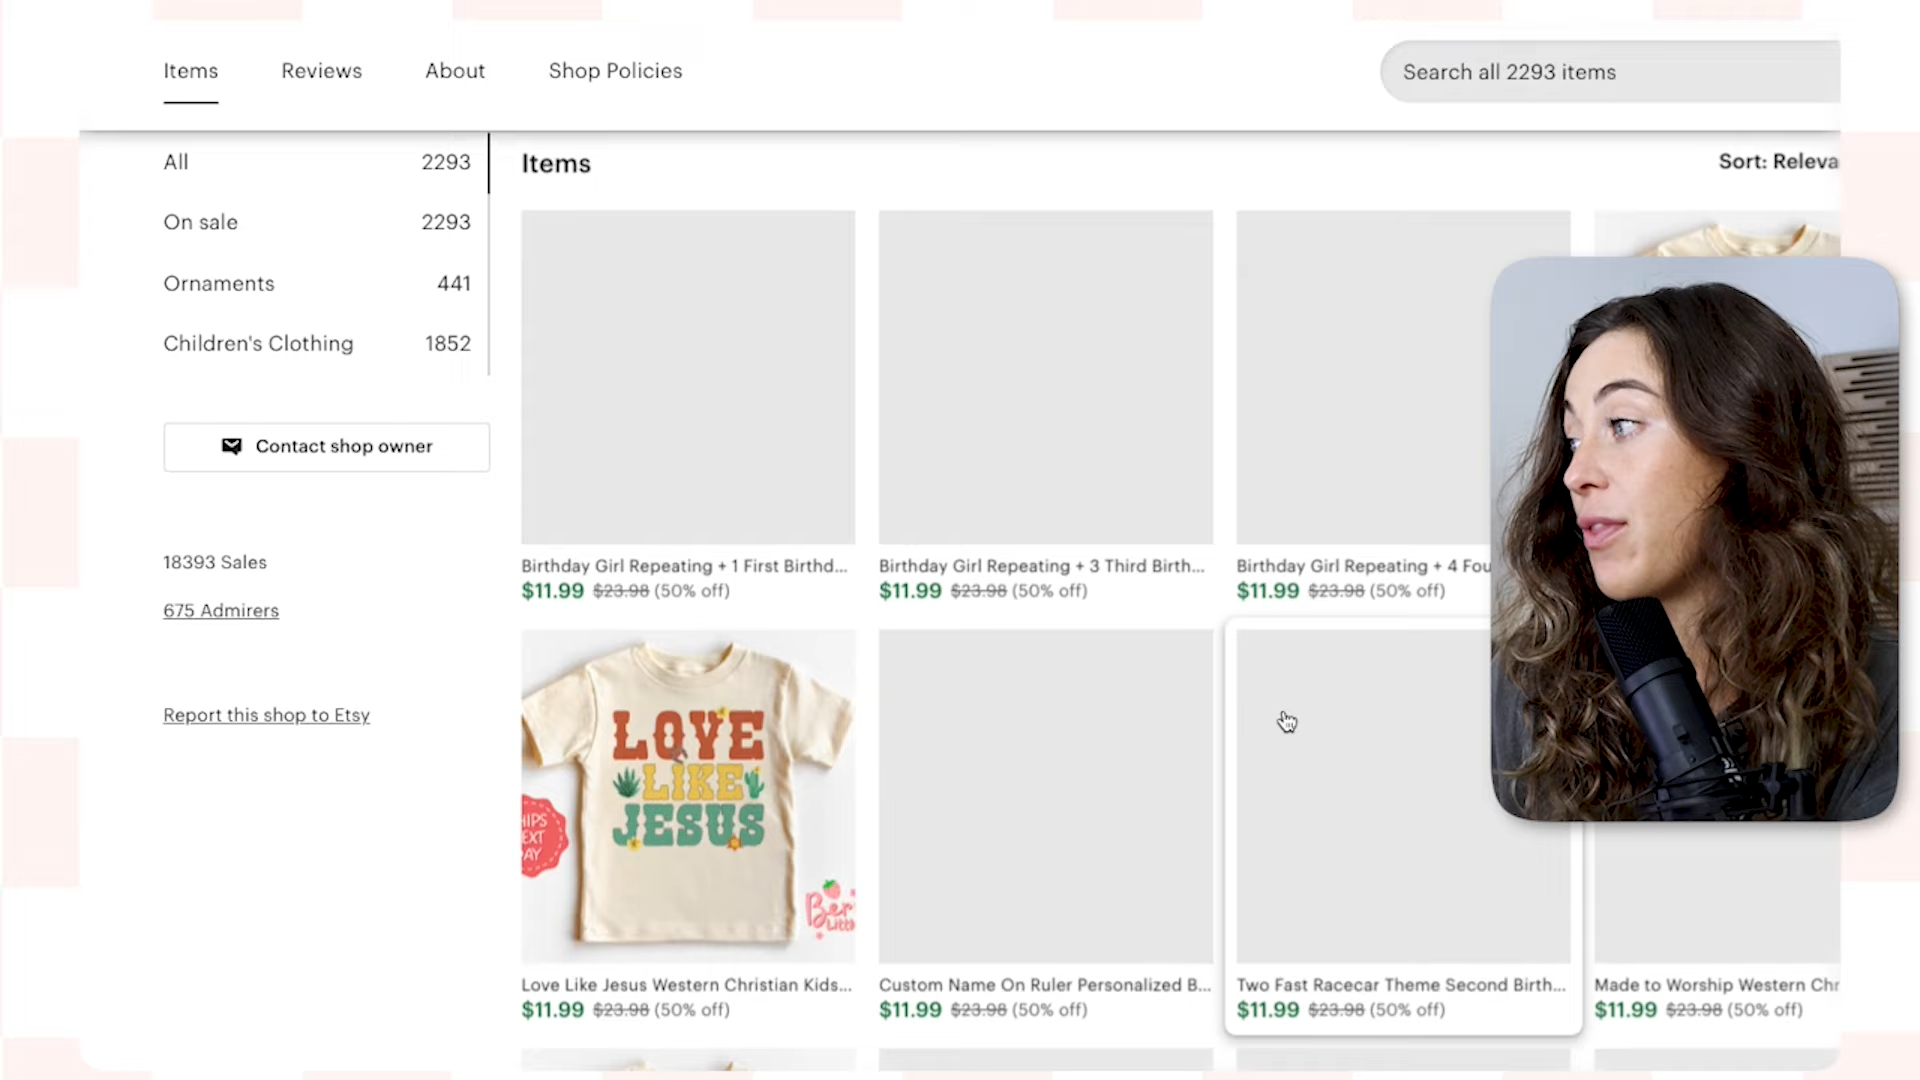 Items Reviews About Shop Policies
Search all 2293 items
All 2293
On sale 2293
Ornaments 441
Children's Clothing 1852
Contact shop owner
18393 Sales
675 Admirers
Report this shop to Etsy
Items
Sort: Releva
Birthday Girl Repeating + 1 First Birthd...
$11.99 $23.98 (50% off)
Birthday Girl Repeating + 3 Third Birth...
$11.99 $23.98 (50% off)
Birthday Girl Repeating + 4 Fou
$11.99 $23.98 (50% off)
LOVE
LIKE
JESUS
HIPS
EXT
AY
Ber
Littl
Love Like Jesus Western Christian Kids...
$11.99 $23.98 (50% off)
Custom Name On Ruler Personalized B...
$11.99 $23.98 (50% off)
Two Fast Racecar Theme Second Birth...
$11.99 $23.98 (50% off)
Made to Worship Western Chr
$11.99 $23.98 (50% off)